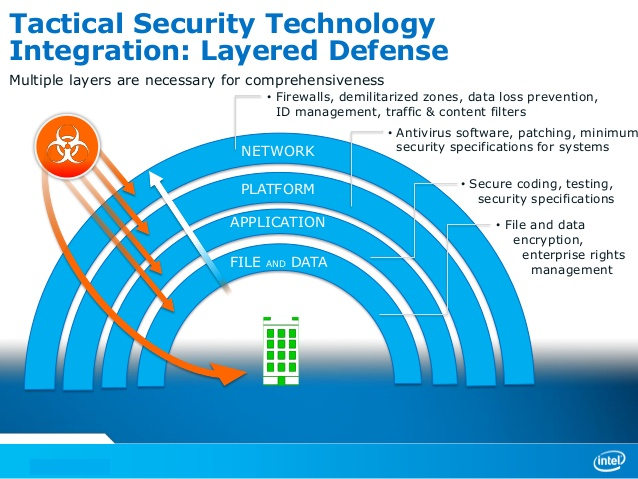 Tactical Security Technology
Integration: Layered Defense
Multiple layers are necessary for comprehensiveness
• Firewalls, demilitarized zones, data loss prevention,
ID management, traffic & content filters
• Antivirus software, patching, minimum
security specifications for systems
• Secure coding, testing,
security specifications
• File and data
encryption,
enterprise rights
management
NETWORK
PLATFORM
APPLICATION
FILE AND DATA
intel